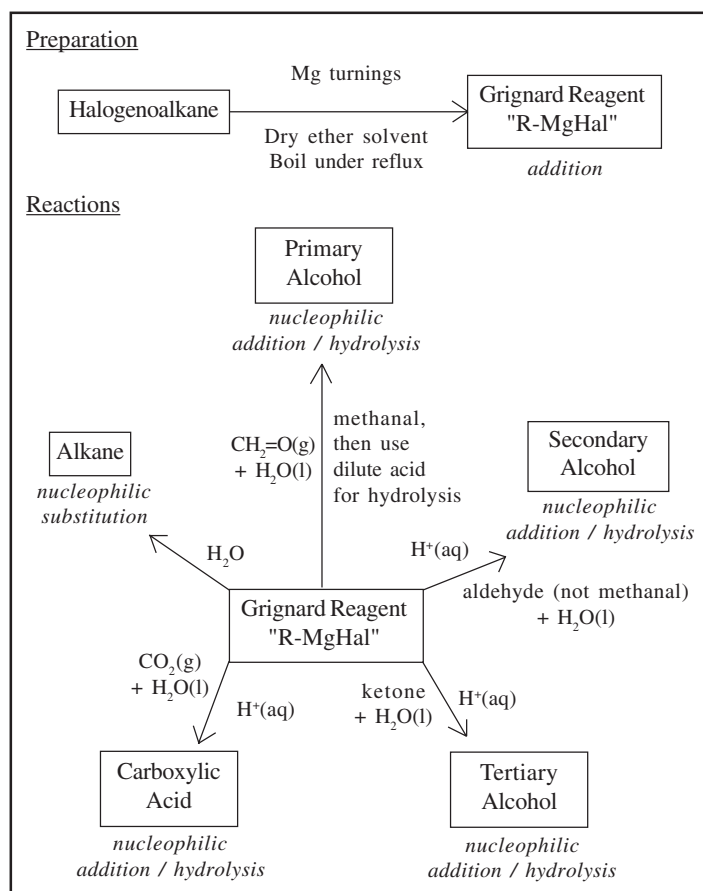 Preparation
Mg turnings
Halogenoalkane
Grignard Reagent
"R-MgHal"
Dry ether solvent
Boil under reflux
addition
Reactions
Primary
Alcohol
nucleophilic
addition / hydrolysis
CH₂=O(g)
+ H₂O(l)
methanal,
then use
dilute acid
for hydrolysis
Alkane
nucleophilic
substitution
H₂O
Secondary
Alcohol
nucleophilic
addition / hydrolysis
H⁺(aq)
aldehyde (not methanal)
+ H₂O(l)
Grignard Reagent
"R-MgHal"
CO₂(g)
+ H₂O(l)
H⁺(aq)
ketone
+ H₂O(l)
H⁺(aq)
Carboxylic
Acid
nucleophilic
addition / hydrolysis
Tertiary
Alcohol
nucleophilic
addition / hydrolysis